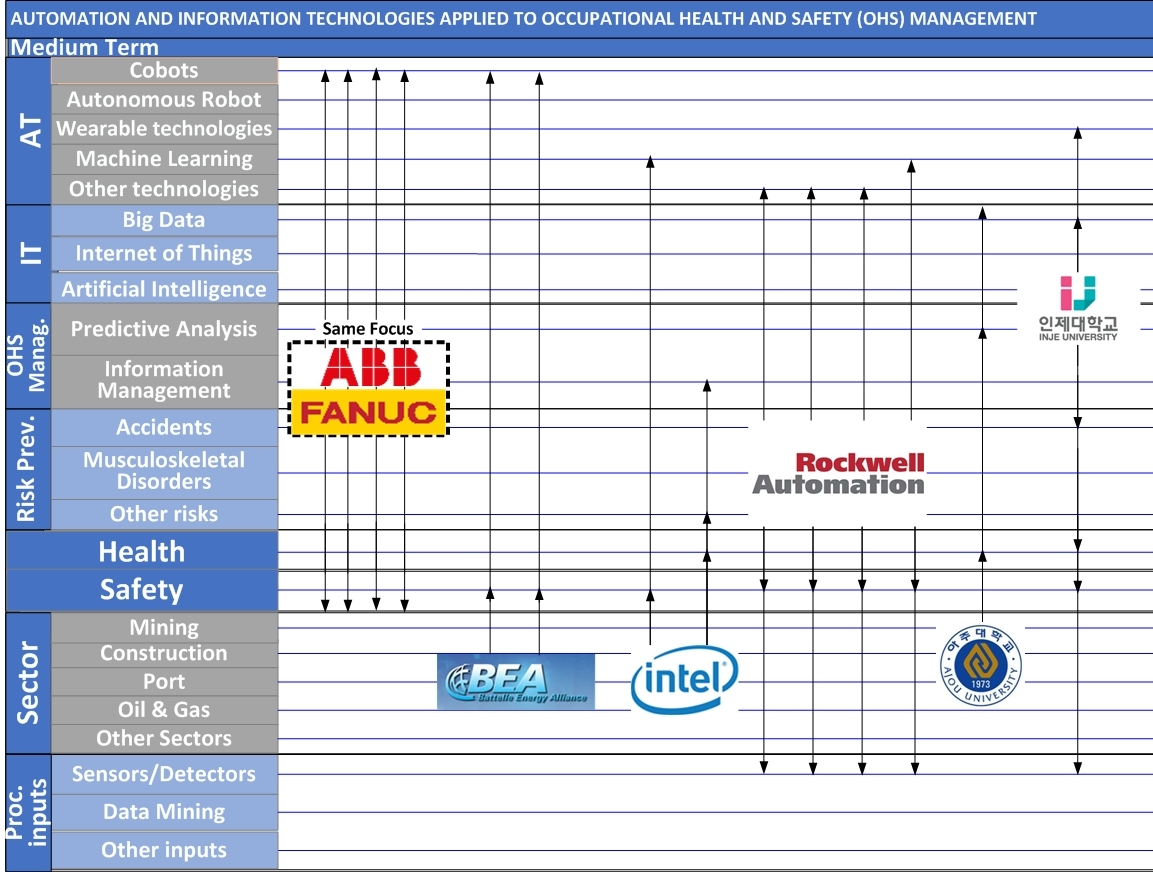 AUTOMATION AND INFORMATION TECHNOLOGIES APPLIED TO OCCUPATIONAL HEALTH AND SAFETY (OHS) MANAGEMENT
Medium Term
AT
Cobots
Autonomous Robot
Wearable technologies
Machine Learning
Other technologies
IT
Big Data
Internet of Things
Artificial Intelligence
OHS
Manag.
Predictive Analysis
Information
Management
Risk Prev.
Accidents
Musculoskeletal
Disorders
Other risks
Health
Safety
Sector
Mining
Construction
Port
Oil & Gas
Other Sectors
Proc.
inputs
Sensors/Detectors
Data Mining
Other inputs
Same Focus
ABB
FANUC
BEA
Battelle Energy Alliance
intel®
Rockwell
Automation
아주대학교
1973
AJOU UNIVERSITY
인제대학교
INJE UNIVERSITY